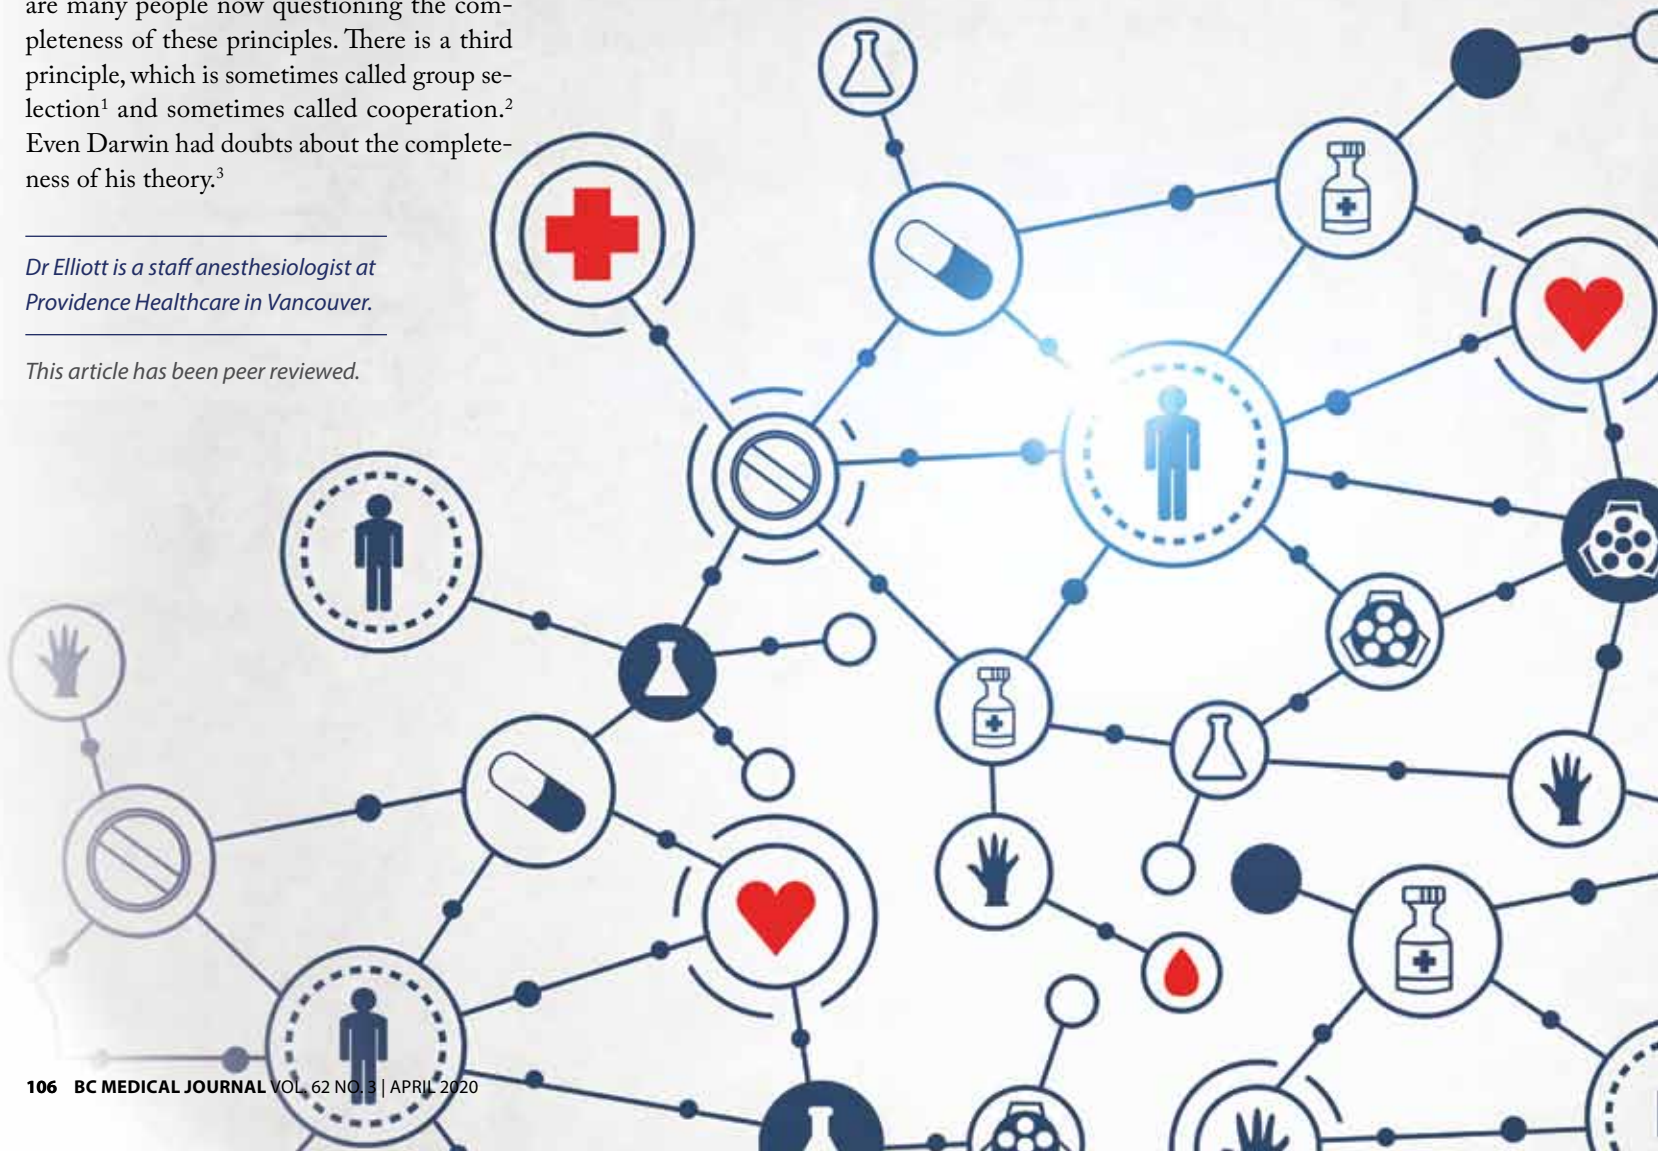 are many people now questioning the com-
pleteness of these principles. There is a third
principle, which is sometimes called group se-
lection¹ and sometimes called cooperation.²
Even Darwin had doubts about the complete-
ness of his theory.³
Dr Elliott is a staff anesthesiologist at
Providence Healthcare in Vancouver.
This article has been peer reviewed.
106 BC MEDICAL JOURNAL VOL. 62 NO. 3 | APRIL 2020